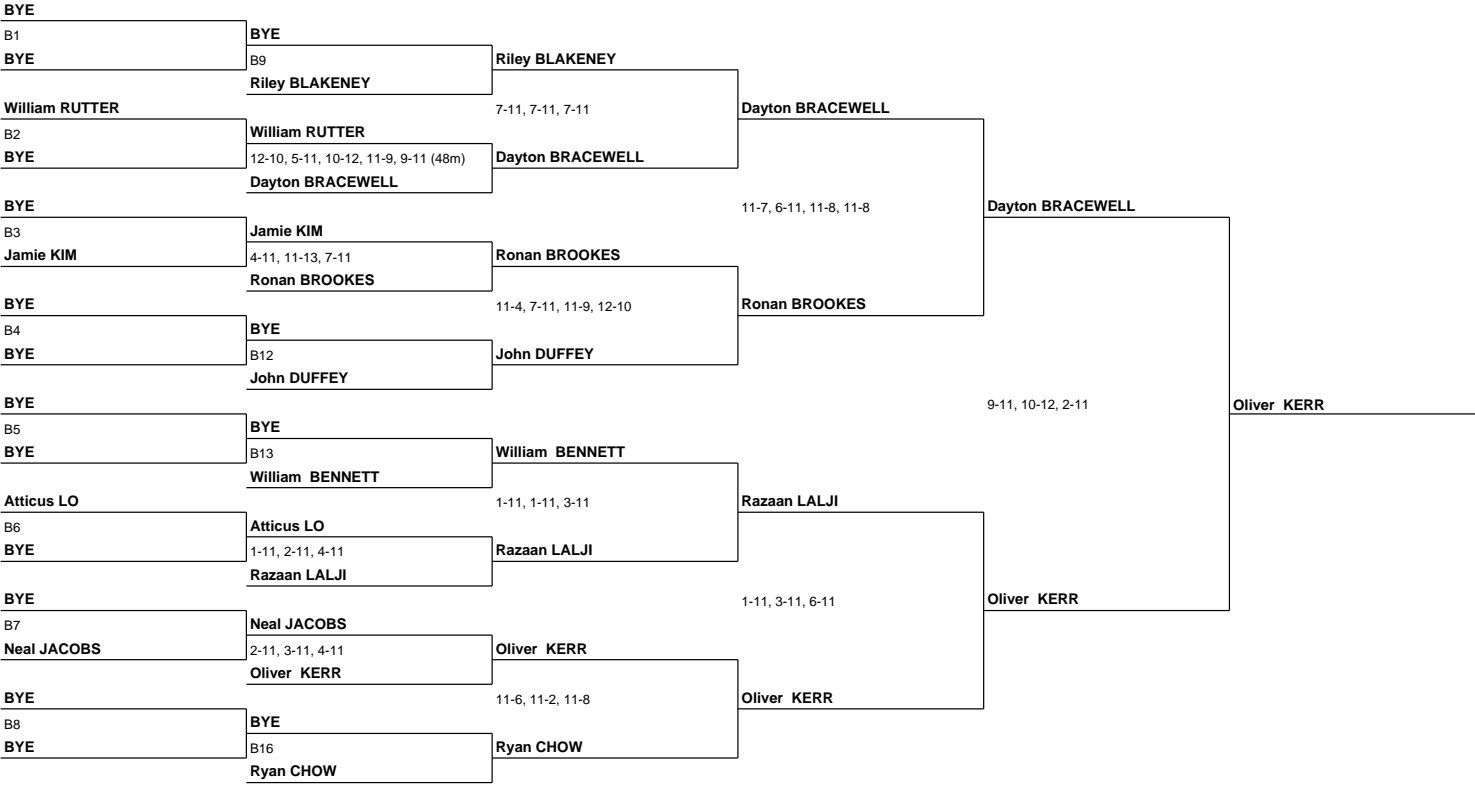 BYE
B1
BYE
BYE
B9
Riley BLAKENEY
Riley BLAKENEY
William RUTTER
7-11, 7-11, 7-11
Dayton BRACEWELL
B2
William RUTTER
BYE
12-10, 5-11, 10-12, 11-9, 9-11 (48m)
Dayton BRACEWELL
Dayton BRACEWELL
BYE
11-7, 6-11, 11-8, 11-8
Dayton BRACEWELL
B3
Jamie KIM
Jamie KIM
4-11, 11-13, 7-11
Ronan BROOKES
Ronan BROOKES
BYE
11-4, 7-11, 11-9, 12-10
Ronan BROOKES
B4
BYE
BYE
B12
John DUFFEY
John DUFFEY
BYE
9-11, 10-12, 2-11
Oliver KERR
B5
BYE
BYE
B13
William BENNETT
William BENNETT
Atticus LO
1-11, 1-11, 3-11
Razaan LALJI
B6
Atticus LO
BYE
1-11, 2-11, 4-11
Razaan LALJI
Razaan LALJI
BYE
1-11, 3-11, 6-11
Oliver KERR
B7
Neal JACOBS
Neal JACOBS
2-11, 3-11, 4-11
Oliver KERR
Oliver KERR
BYE
11-6, 11-2, 11-8
Oliver KERR
B8
BYE
BYE
B16
Ryan CHOW
Ryan CHOW